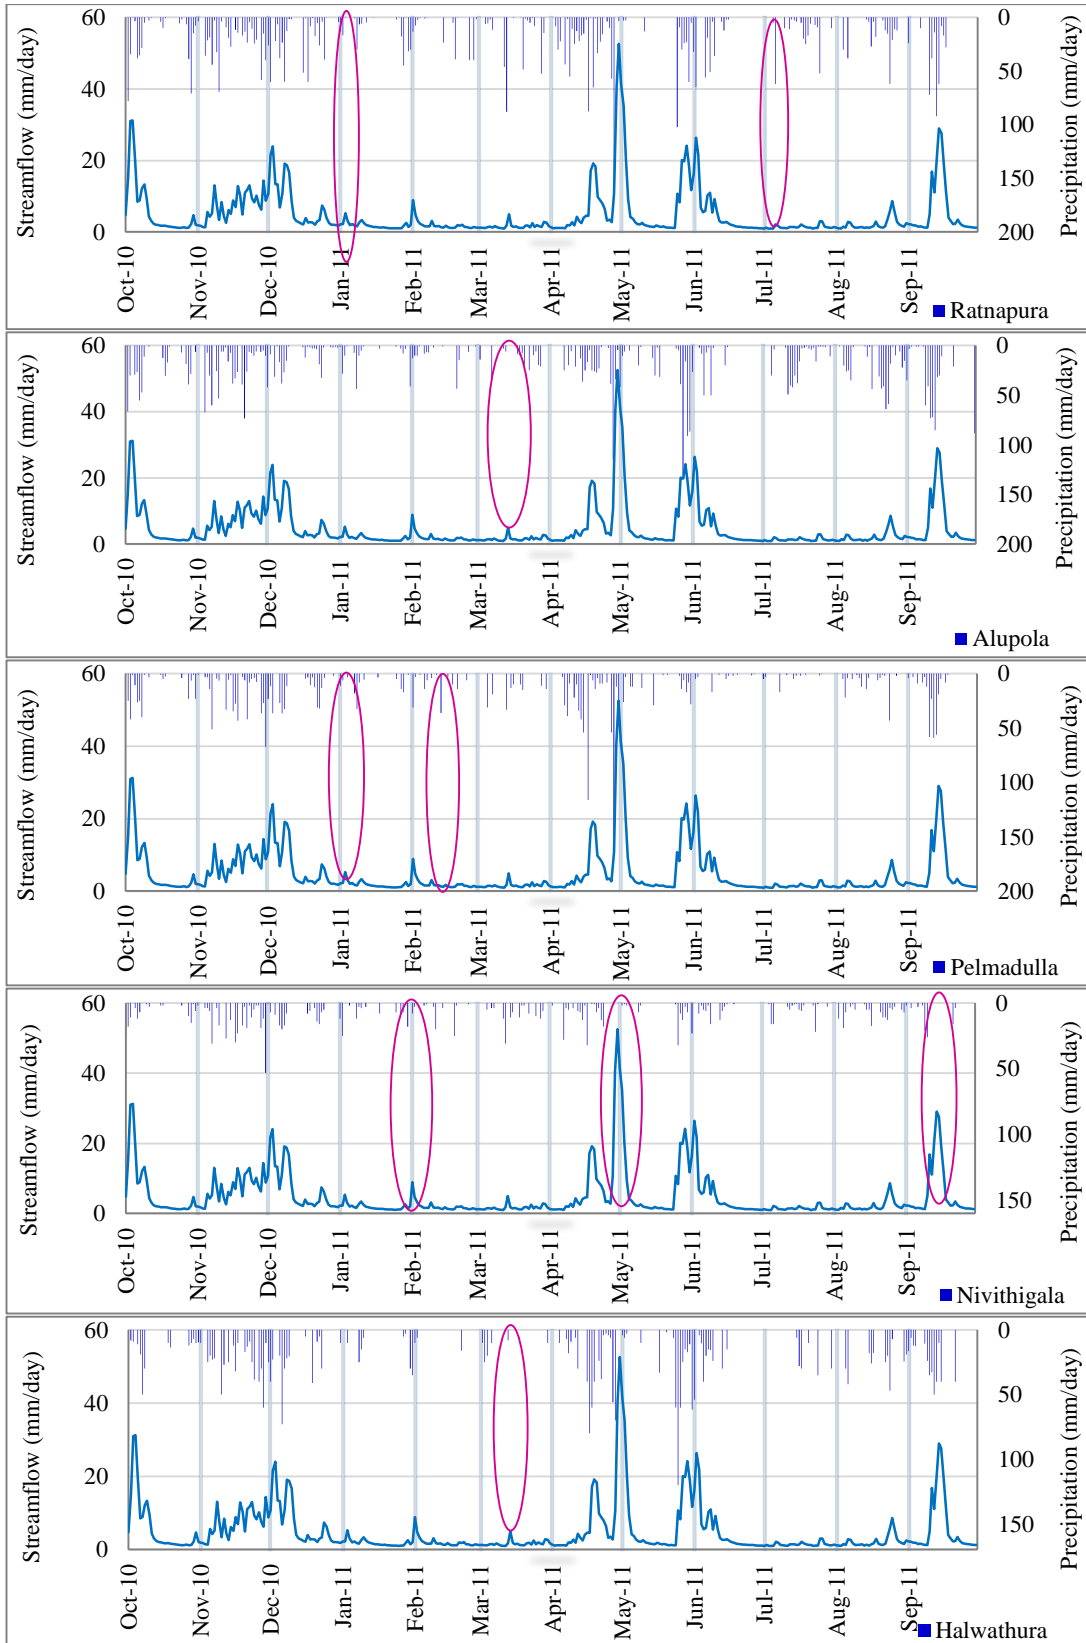 Streamflow (mm/day)
60
40
20
0
0
50
100
150
200
Precipitation (mm/day)
Oct-10
Nov-10
Dec-10
Jan-11
Feb-11
Mar-11
Apr-11
May-11
Jun-11
Jul-11
Aug-11
Sep-11
Ratnapura
Streamflow (mm/day)
60
40
20
0
0
50
100
150
200
Precipitation (mm/day)
Oct-10
Nov-10
Dec-10
Jan-11
Feb-11
Mar-11
Apr-11
May-11
Jun-11
Jul-11
Aug-11
Sep-11
Alupola
Streamflow (mm/day)
60
40
20
0
0
50
100
150
200
Precipitation (mm/day)
Oct-10
Nov-10
Dec-10
Jan-11
Feb-11
Mar-11
Apr-11
May-11
Jun-11
Jul-11
Aug-11
Sep-11
Pelmadulla
Streamflow (mm/day)
60
40
20
0
0
50
100
150
Precipitation (mm/day)
Oct-10
Nov-10
Dec-10
Jan-11
Feb-11
Mar-11
Apr-11
May-11
Jun-11
Jul-11
Aug-11
Sep-11
Nivithigala
Streamflow (mm/day)
60
40
20
0
0
50
100
150
Precipitation (mm/day)
Oct-10
Nov-10
Dec-10
Jan-11
Feb-11
Mar-11
Apr-11
May-11
Jun-11
Jul-11
Aug-11
Sep-11
Halwathura